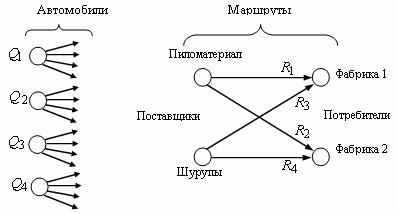 Автомобили
Маршруты
Q1
Q2
Q3
Q4
Пиломатериал
R1
Фабрика 1
R3
Поставщики
Потребители
R2
Фабрика 2
Шурупы
R4